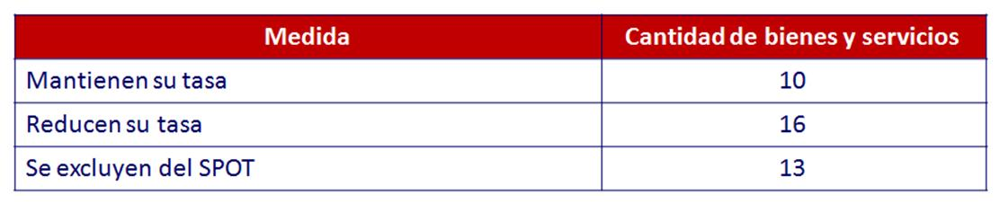 Medida Cantidad de bienes y servicios
Mantienen su tasa 10
Reducen su tasa 16
Se excluyen del SPOT 13